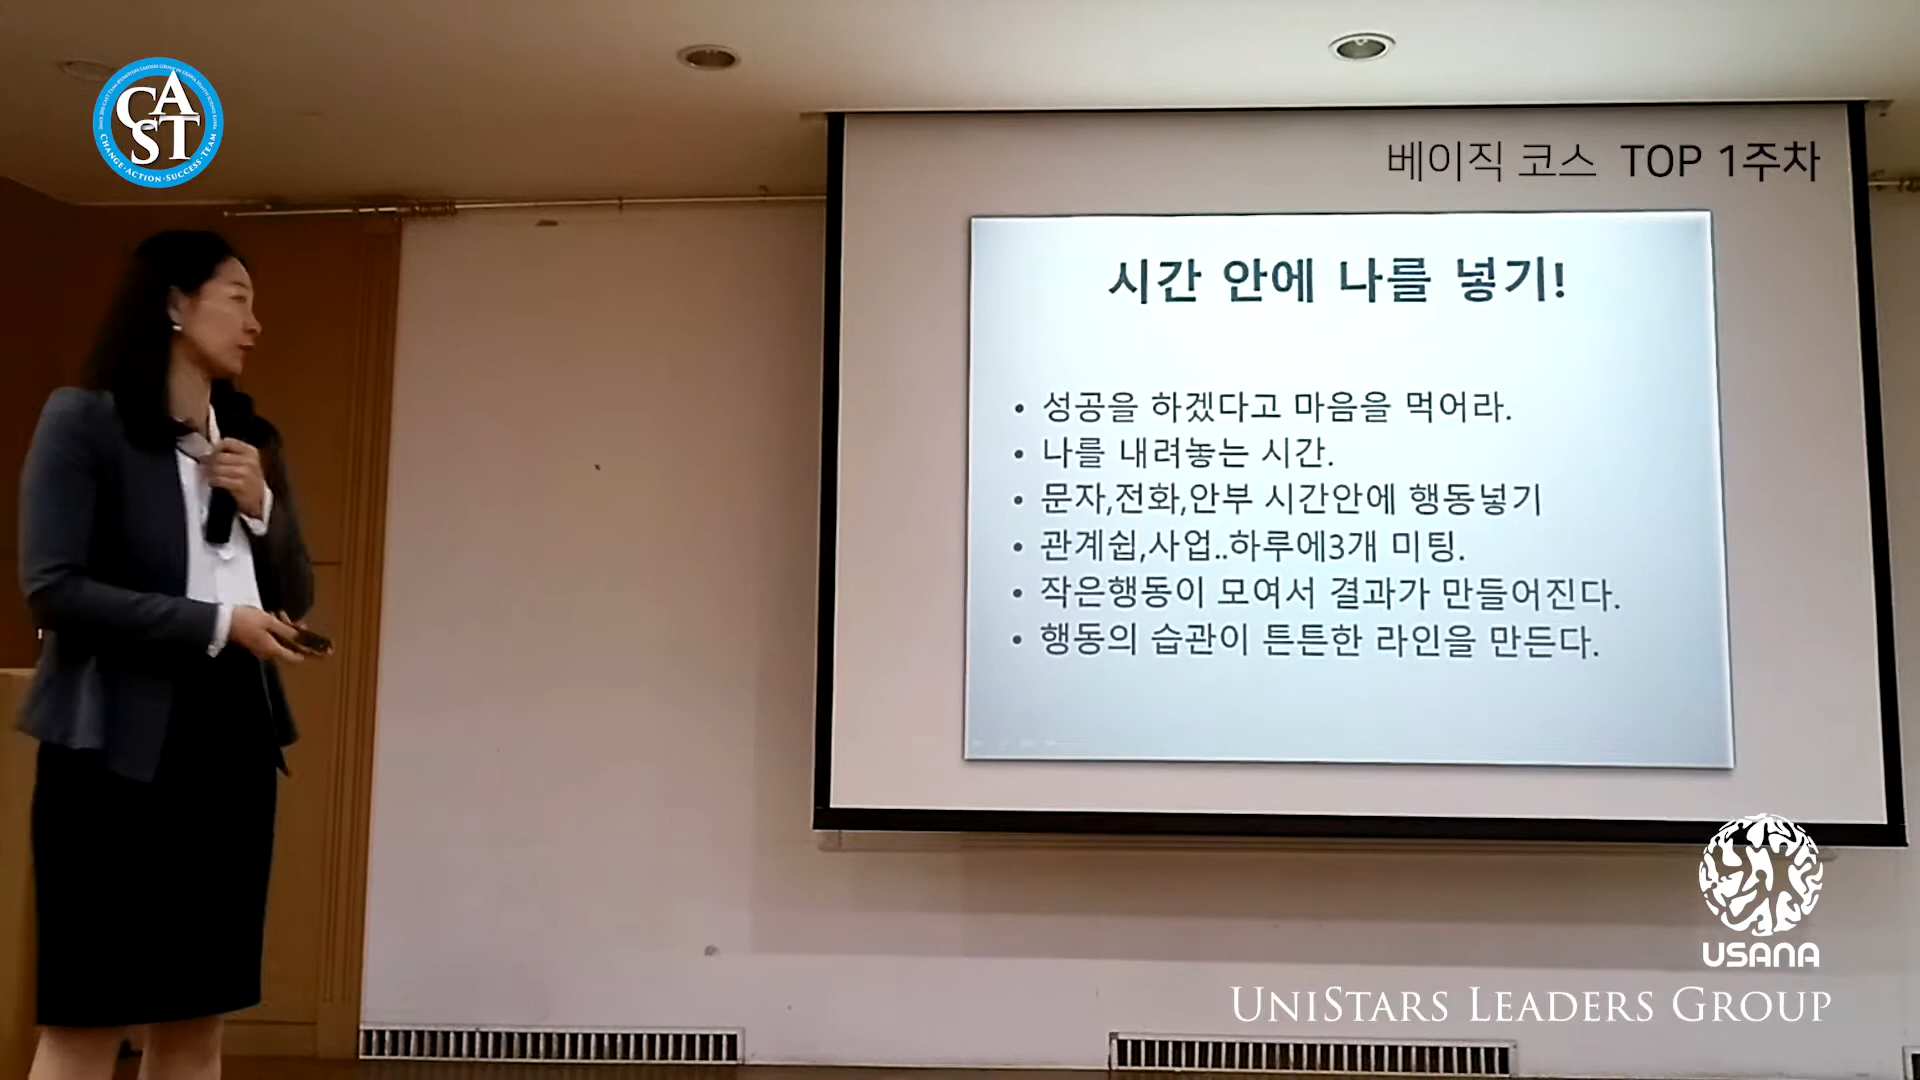 CAST
CHANGE·ACTION·SUCCESS·TEAM
베이직 코스 TOP 1주차
시간 안에 나를 넣기!
• 성공을 하겠다고 마음을 먹어라.
• 나를 내려놓는 시간.
• 문자,전화,안부 시간안에 행동넣기
• 관계쉽,사업..하루에3개 미팅.
• 작은행동이 모여서 결과가 만들어진다.
• 행동의 습관이 튼튼한 라인을 만든다.
USANA
UNISTARS LEADERS GROUP